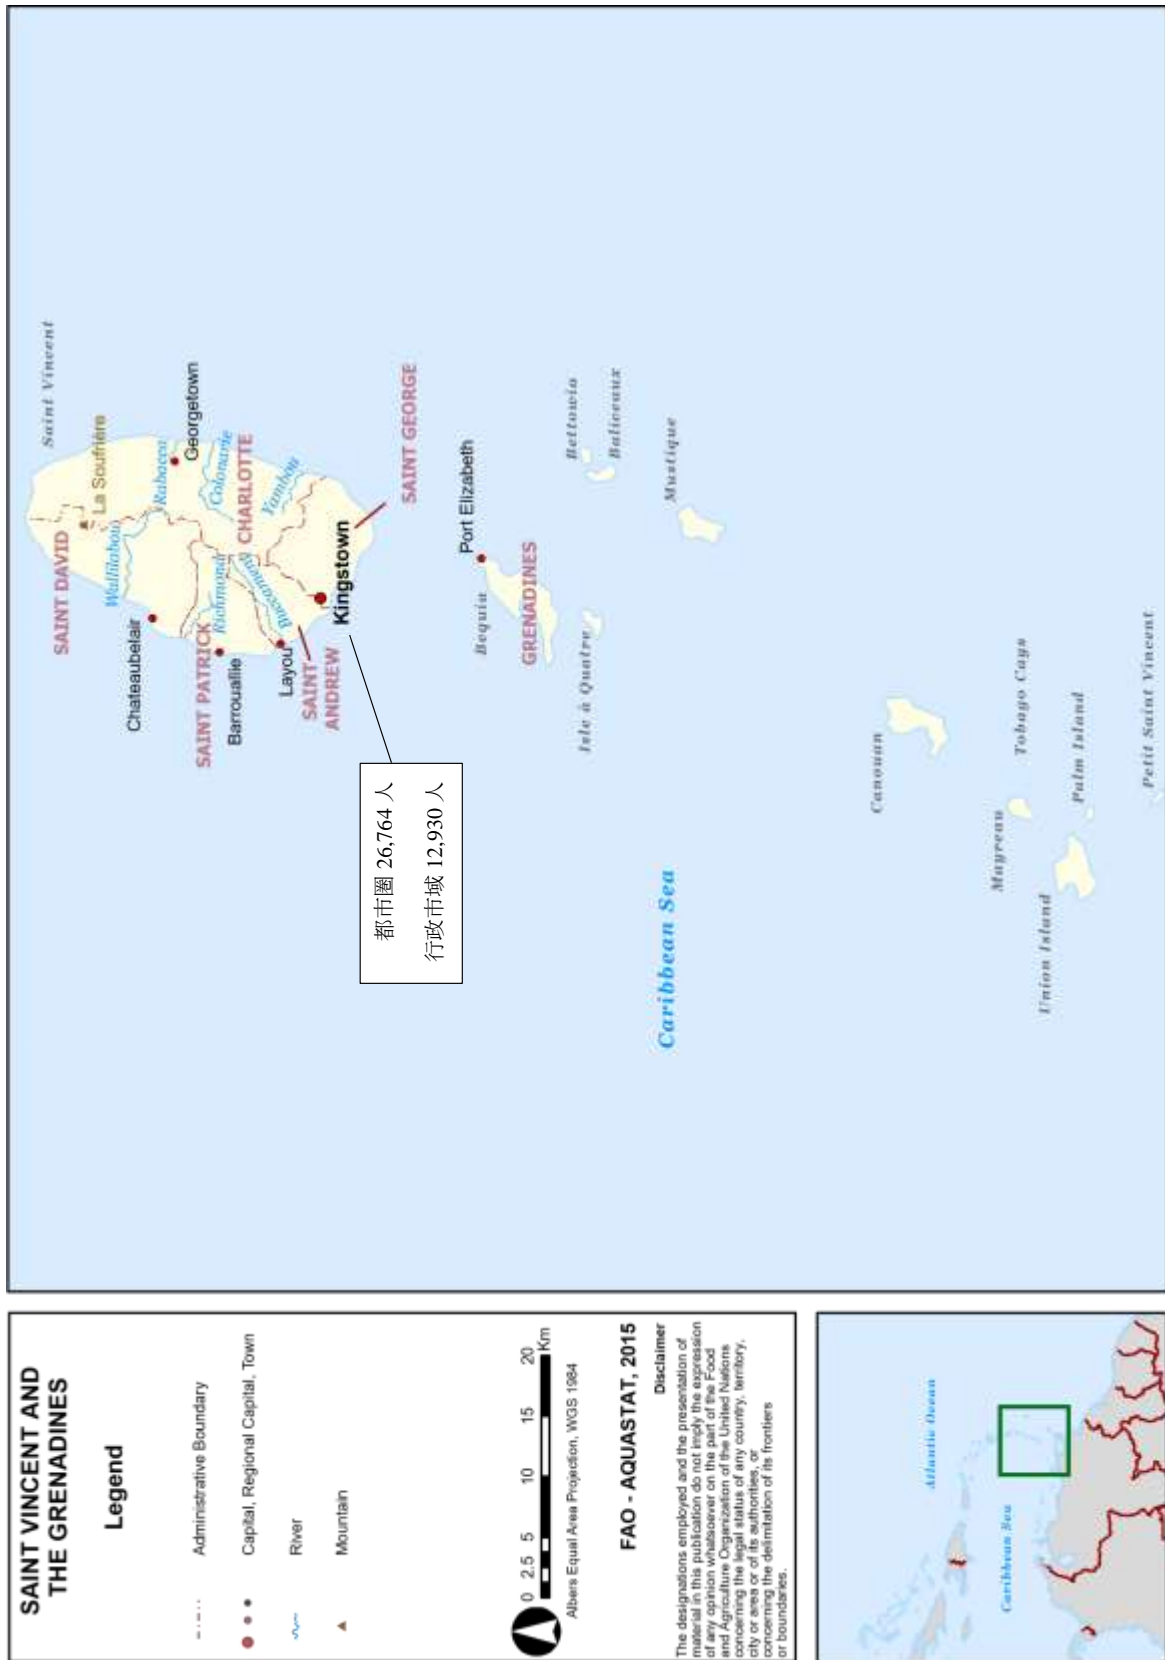 SAINT VINCENT AND
THE GRENADINES
Legend
Administrative Boundary
Capital, Regional Capital, Town
River
Mountain
0 2.5 5 10 15 20
Km
Albers Equal Area Projection, WGS 1984
FAO - AQUASTAT, 2015
Disclaimer
The designations employed and the presentation of
material in this publication do not imply the expression
of any opinion whatsoever on the part of the Food
and Agriculture Organization of the United Nations
concerning the legal status of any country, territory,
city or area or of its authorities, or
concerning the delimitation of its frontiers
or boundaries.
Atlantic Ocean
Caribbean Sea
Saint Vincent
SAINT DAVID
La Soufrière
Wallilabou
Rabacca
Chateaubelair
Georgetown
SAINT PATRICK
Richmond
Colonarie
CHARLOTTE
Barrouallie
Buccament
Yambou
Layou
SAINT
ANDREW
Kingstown
SAINT GEORGE
都市圏 26,764 人
行政市域 12,930 人
Port Elizabeth
Bequia
GRENADINES
Bettowia
Baliceaux
Isle à Quatre
Mustique
Caribbean Sea
Canouan
Mayreau
Tobago Cays
Union Island
Palm Island
Petit Saint Vincent